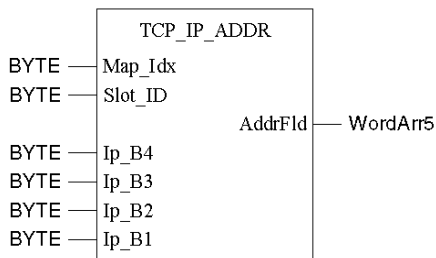 TCP_IP_ADDR
BYTE Map_Idx
BYTE Slot_ID
AddrFld WordArr5
BYTE Ip_B4
BYTE Ip_B3
BYTE Ip_B2
BYTE Ip_B1